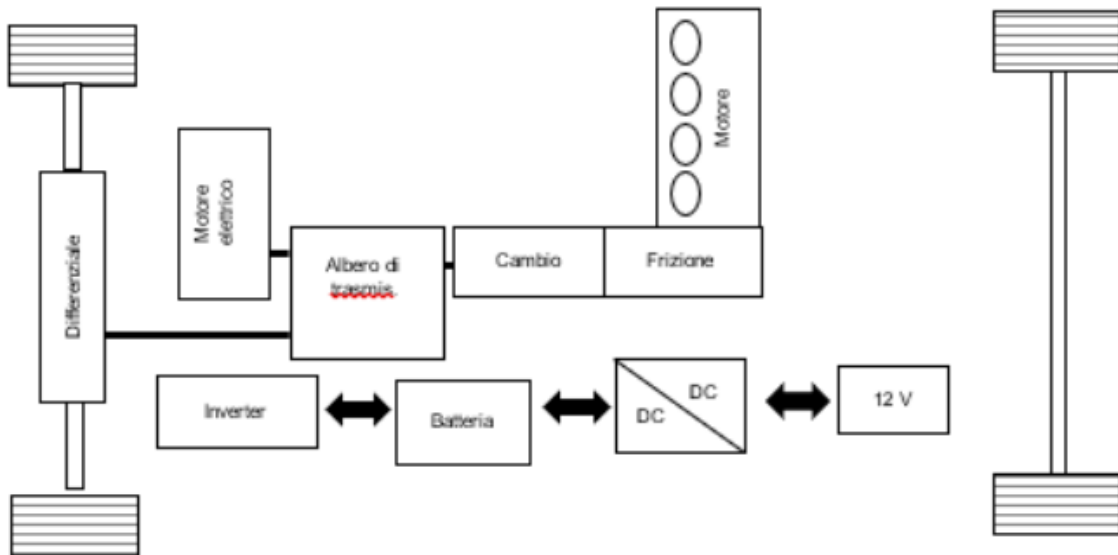 Motore
Motore
elettrico
Differenziale
Albero di
trasmis.
Cambio
Frizione
Inverter
Batteria
DC
DC
12 V